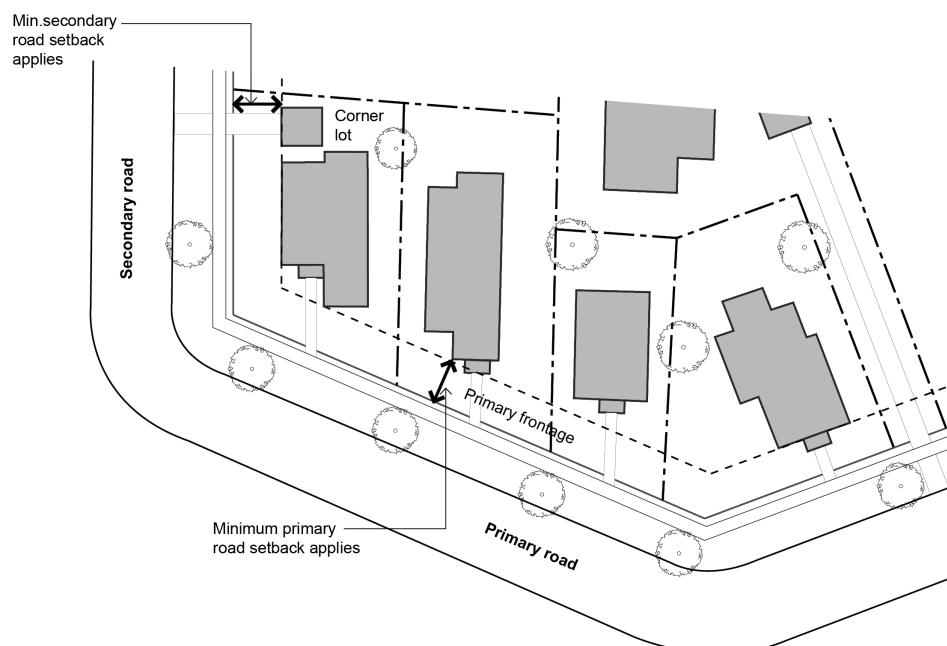 Min.secondary
road setback
applies
Corner
lot
Secondary road
Primary frontage
Minimum primary
road setback applies
Primary road